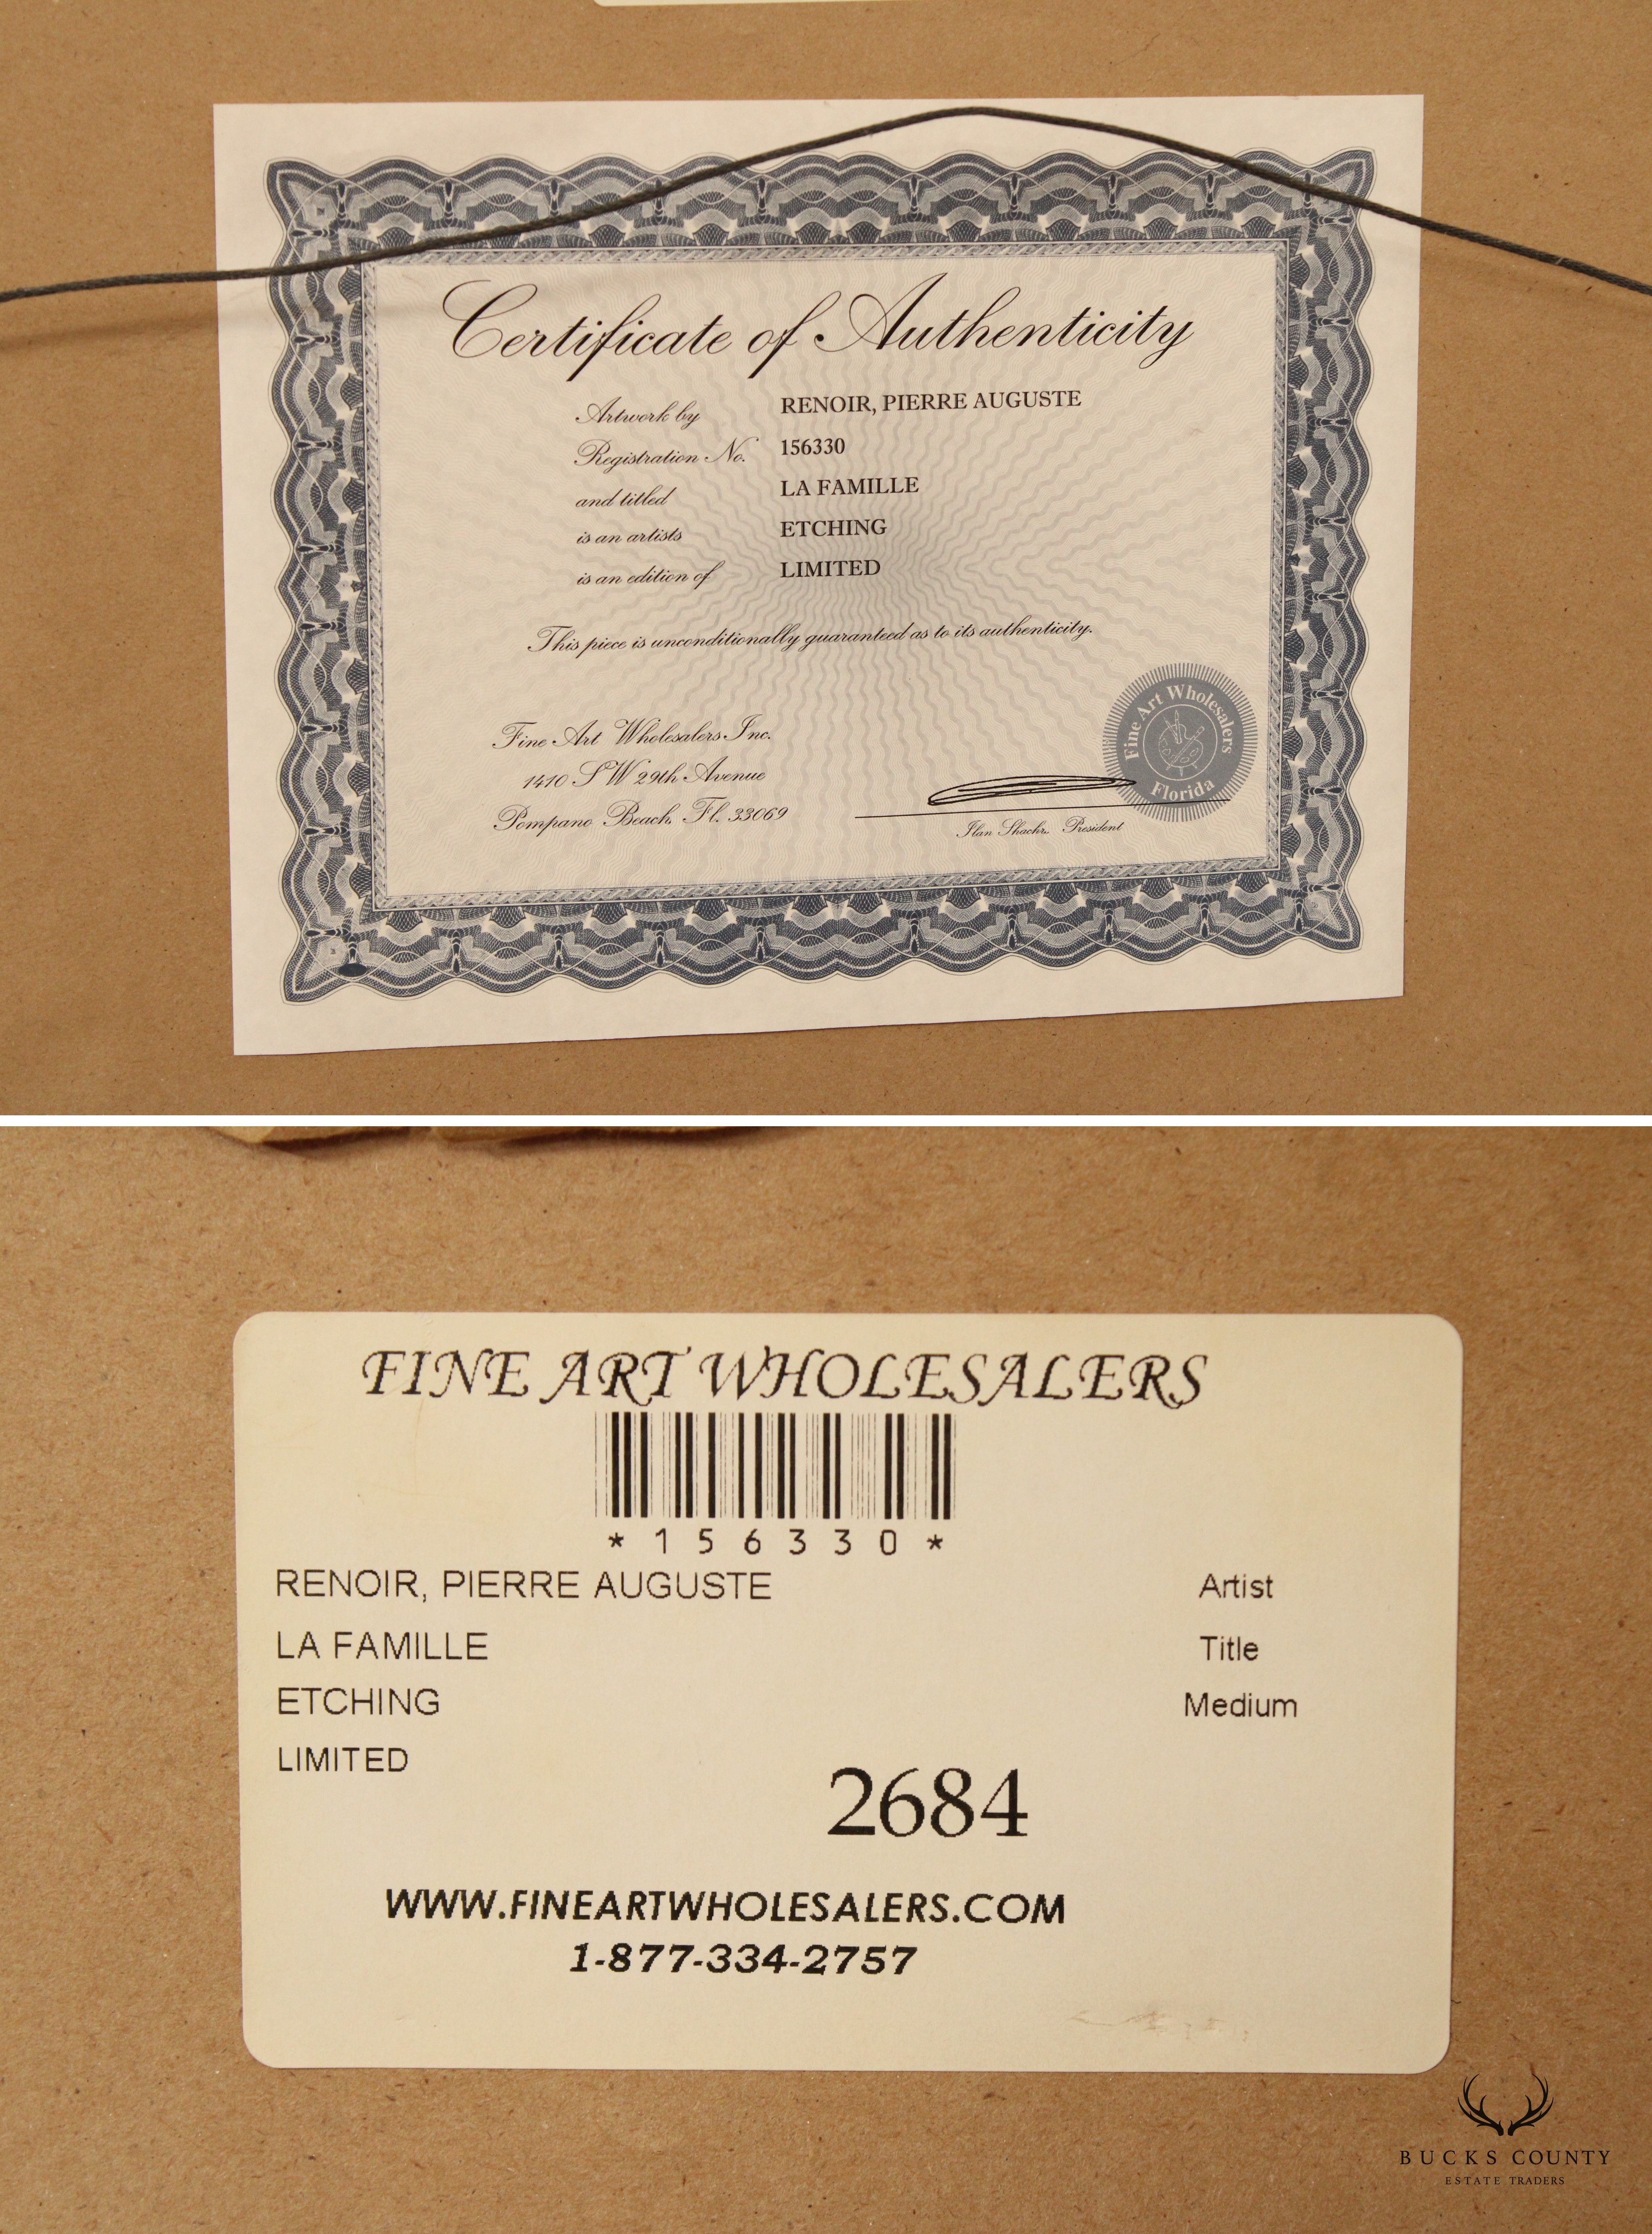 Certificate of Authenticity
Artwork by RENOIR, PIERRE AUGUSTE
Registration No. 156330
and titled LA FAMILLE
is an artists ETCHING
is an edition of LIMITED
This piece is unconditionally guaranteed as to its authenticity.
Fine Art Wholesalers Inc.
1410 SW 29th Avenue
Pompano Beach, Fl. 33069
Fine Art Wholesalers
Florida
Ilan Shachr, President
FINE ART WHOLESALERS
*156330*
RENOIR, PIERRE AUGUSTE Artist
LA FAMILLE Title
ETCHING Medium
LIMITED
2684
WWW.FINEARTWHOLESALERS.COM
1-877-334-2757
BUCKS COUNTY
ESTATE TRADERS